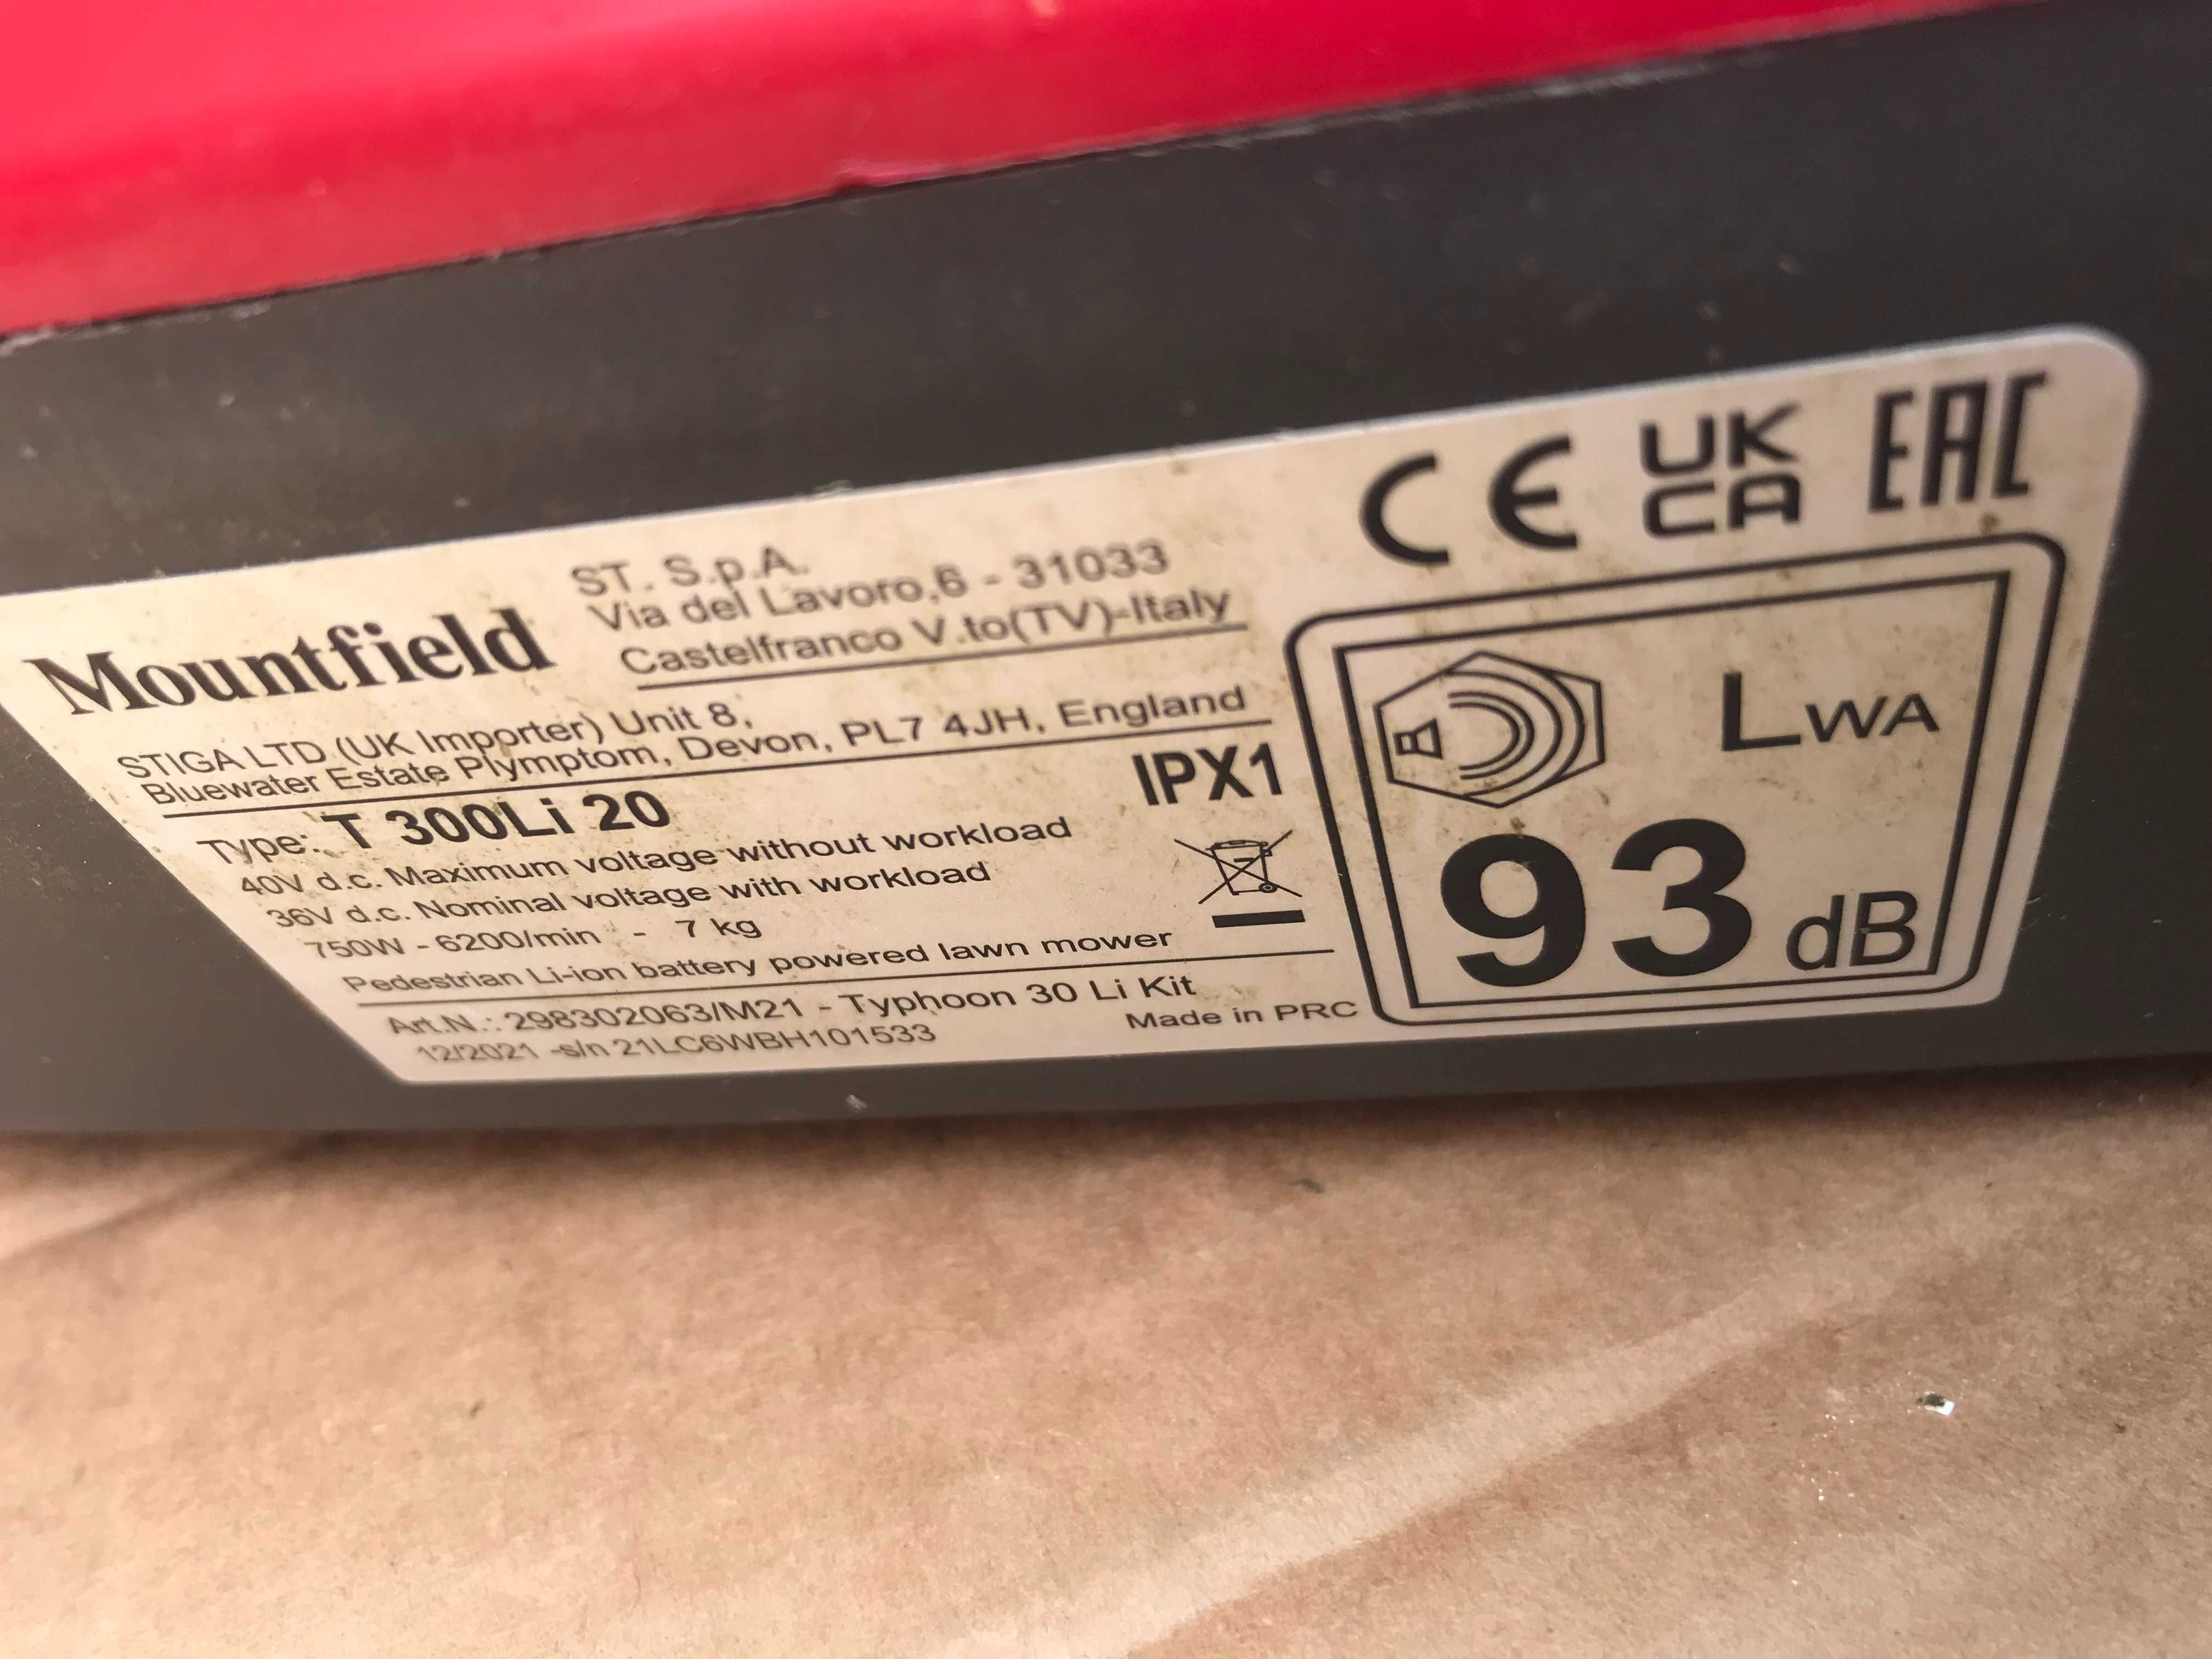 Mountfield
ST. S.p.A.
Via del Lavoro,6 - 31033
Castelfranco V.to(TV)-Italy
CE UK CA EAC
STIGA LTD (UK Importer) Unit 8,
Bluewater Estate Plymptom, Devon, PL7 4JH, England
Type: T 300Li 20
IPX1
40V d.c. Maximum voltage without workload
36V d.c. Nominal voltage with workload
750W - 6200/min - 7 kg
Pedestrian Li-ion battery powered lawn mower
Art.N.: 298302063/M21 - Typhoon 30 Li Kit
12/2021 -s/n 21LC6WBH101533
Made in PRC
LWA
93 dB